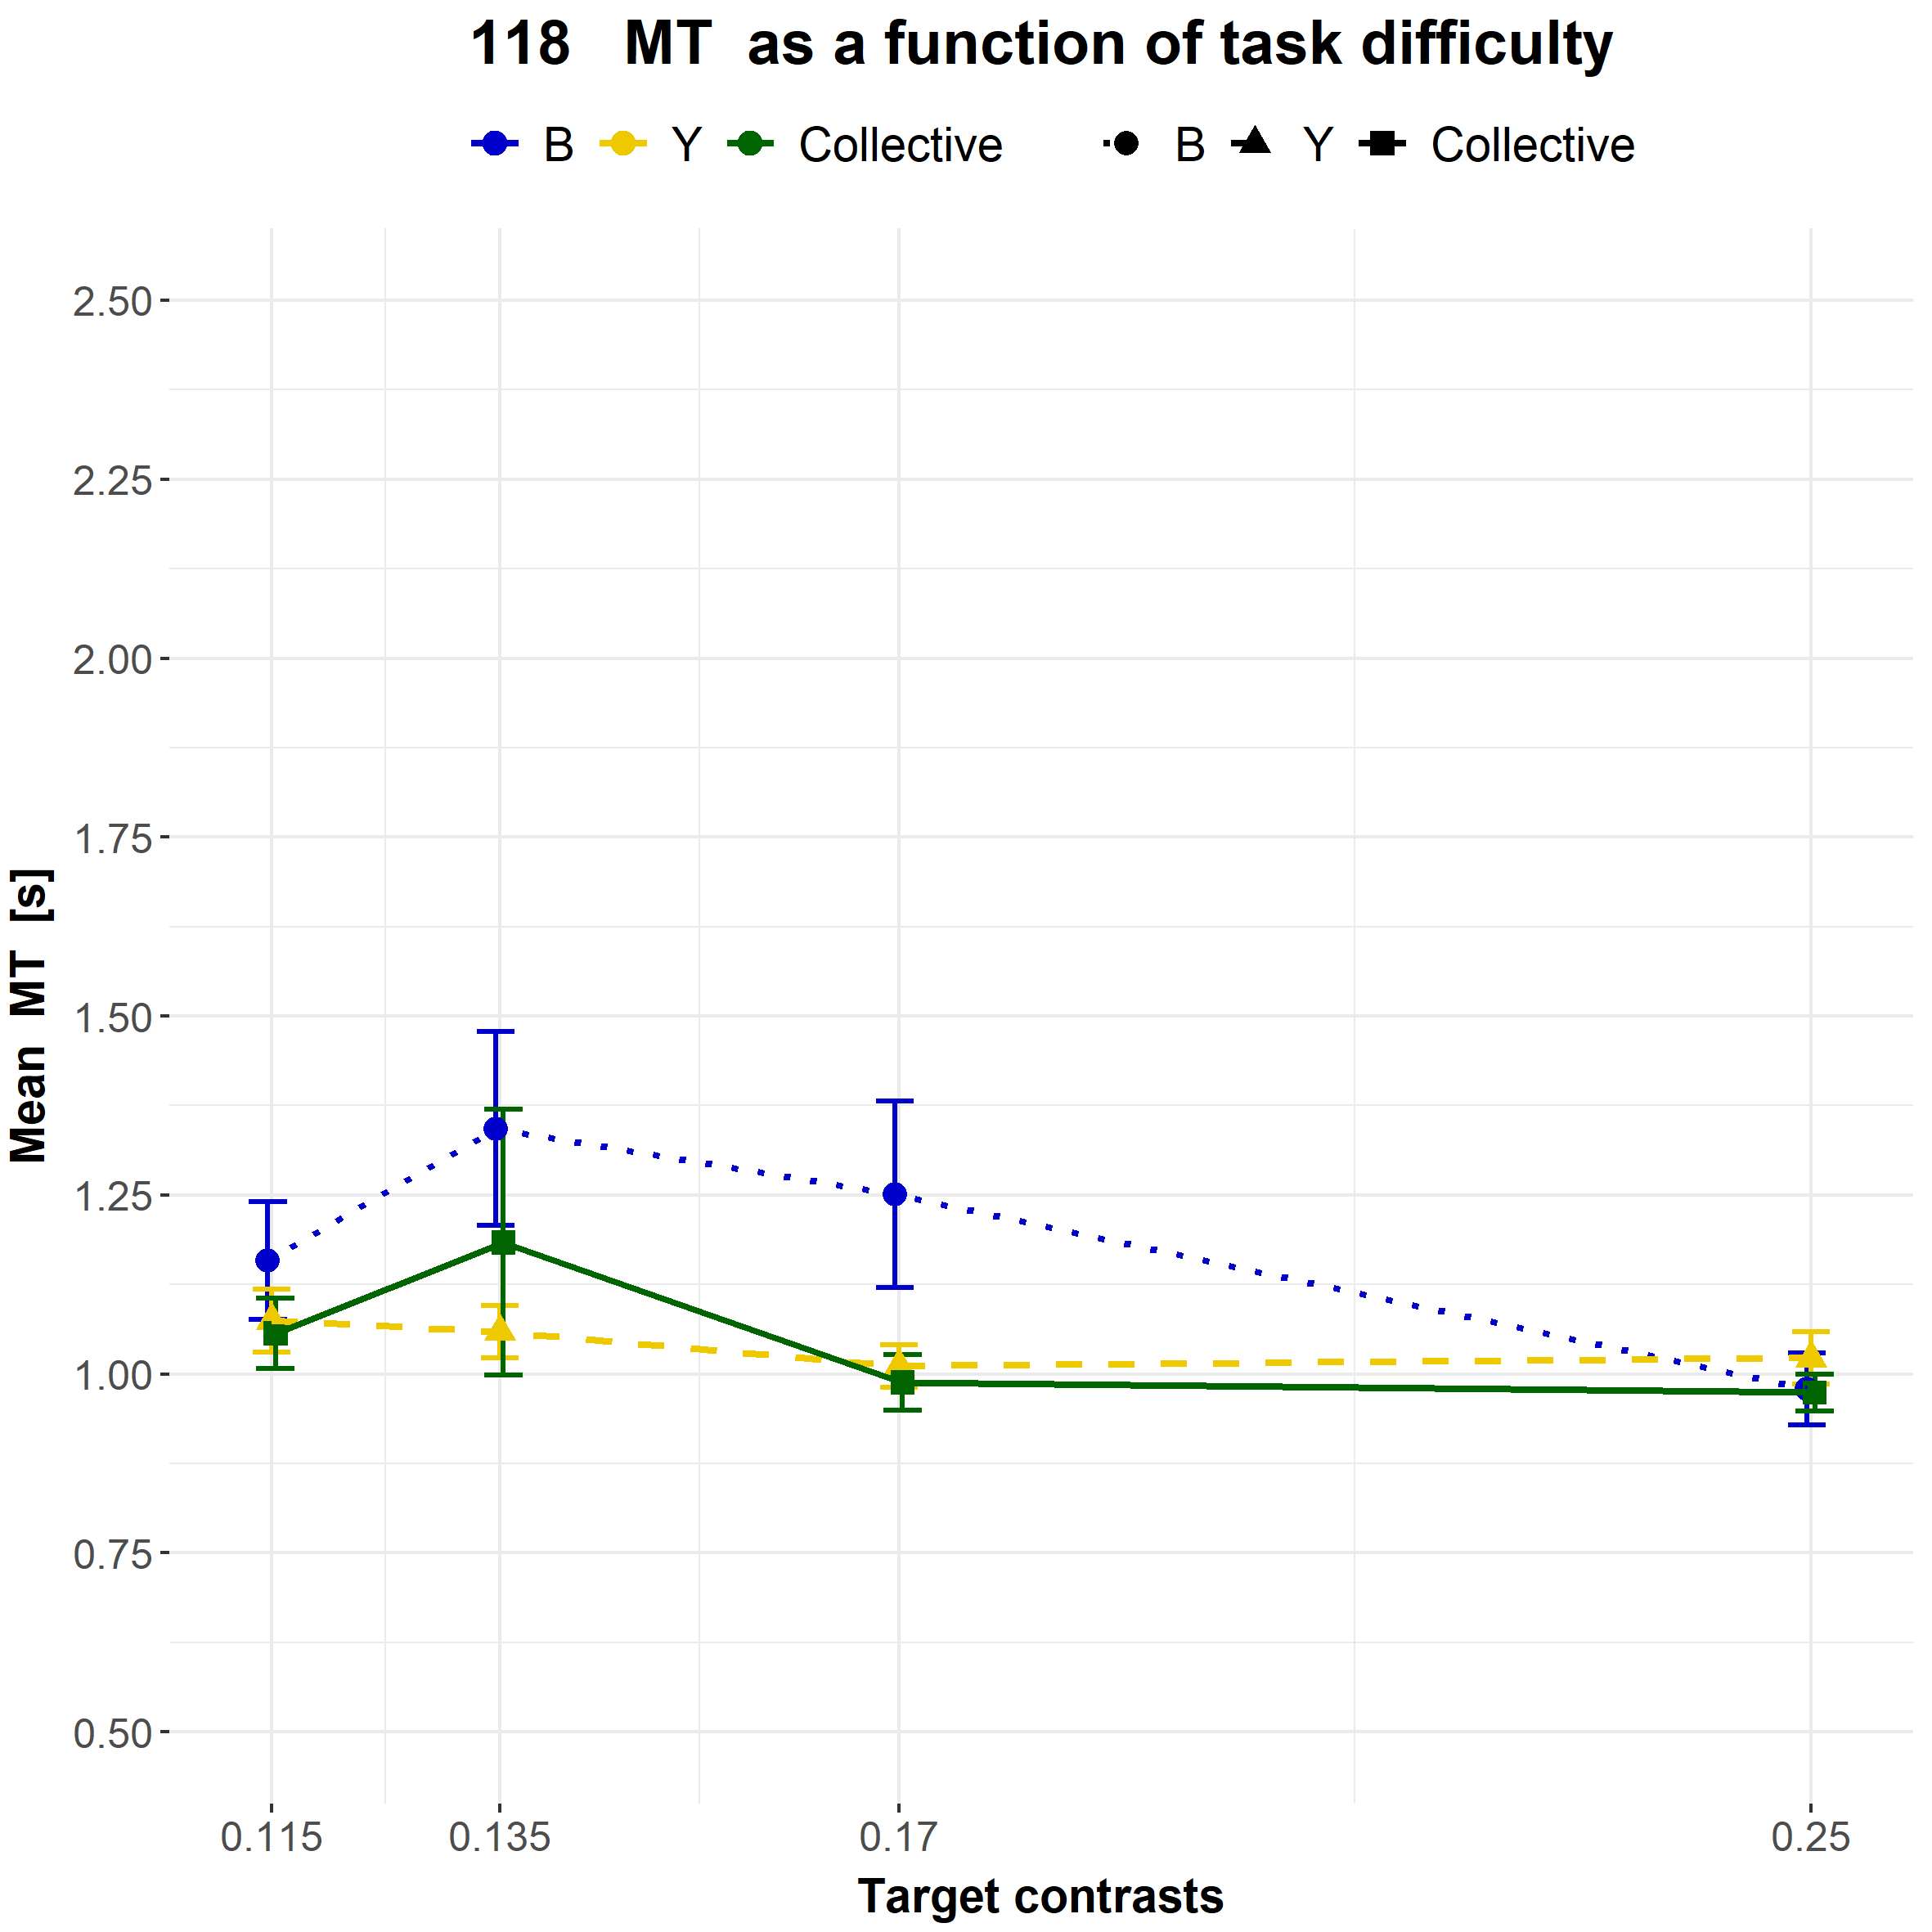 118 MT as a function of task difficulty
B Y Collective B Y Collective
2.50
2.25
2.00
1.75
1.50
1.25
1.00
0.75
0.50
Mean MT [s]
0.115 0.135 0.17 0.25
Target contrasts